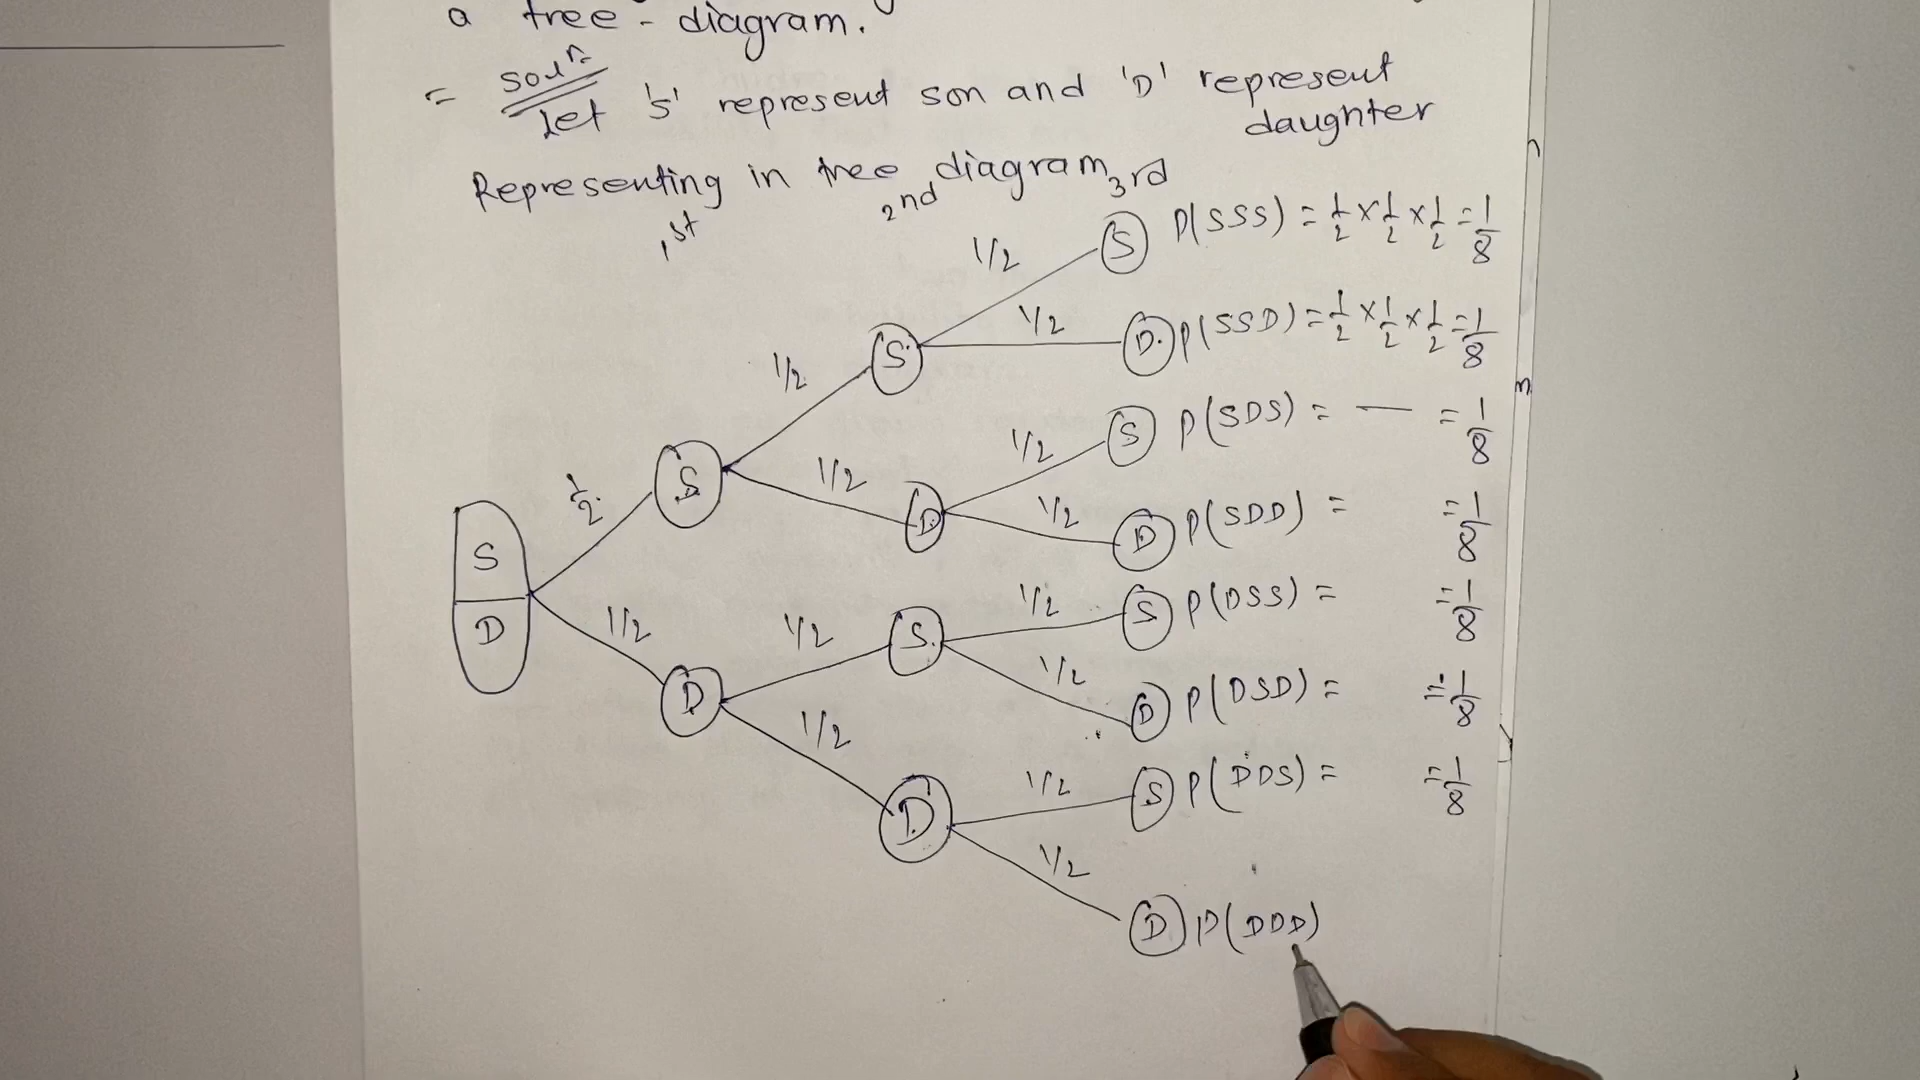 a tree - diagram.
= Solⁿ=
Let 'S' represent son and 'D' represent
daughter
Representing in tree diagram
1st 2nd 3rd
1/2 S P(SSS) = 1/2 × 1/2 × 1/2 = 1/8
1/2 S 1/2 D P(SSD) = 1/2 × 1/2 × 1/2 = 1/8
1/2 S 1/2 D 1/2 S P(SDS) = — = 1/8
1/2 D P(SDD) = = 1/8
S
D
1/2 D 1/2 S 1/2 S P(DSS) = = 1/8
1/2 D P(DSD) = = 1/8
1/2 D 1/2 S P(DDS) = = 1/8
1/2 D P(DDD)